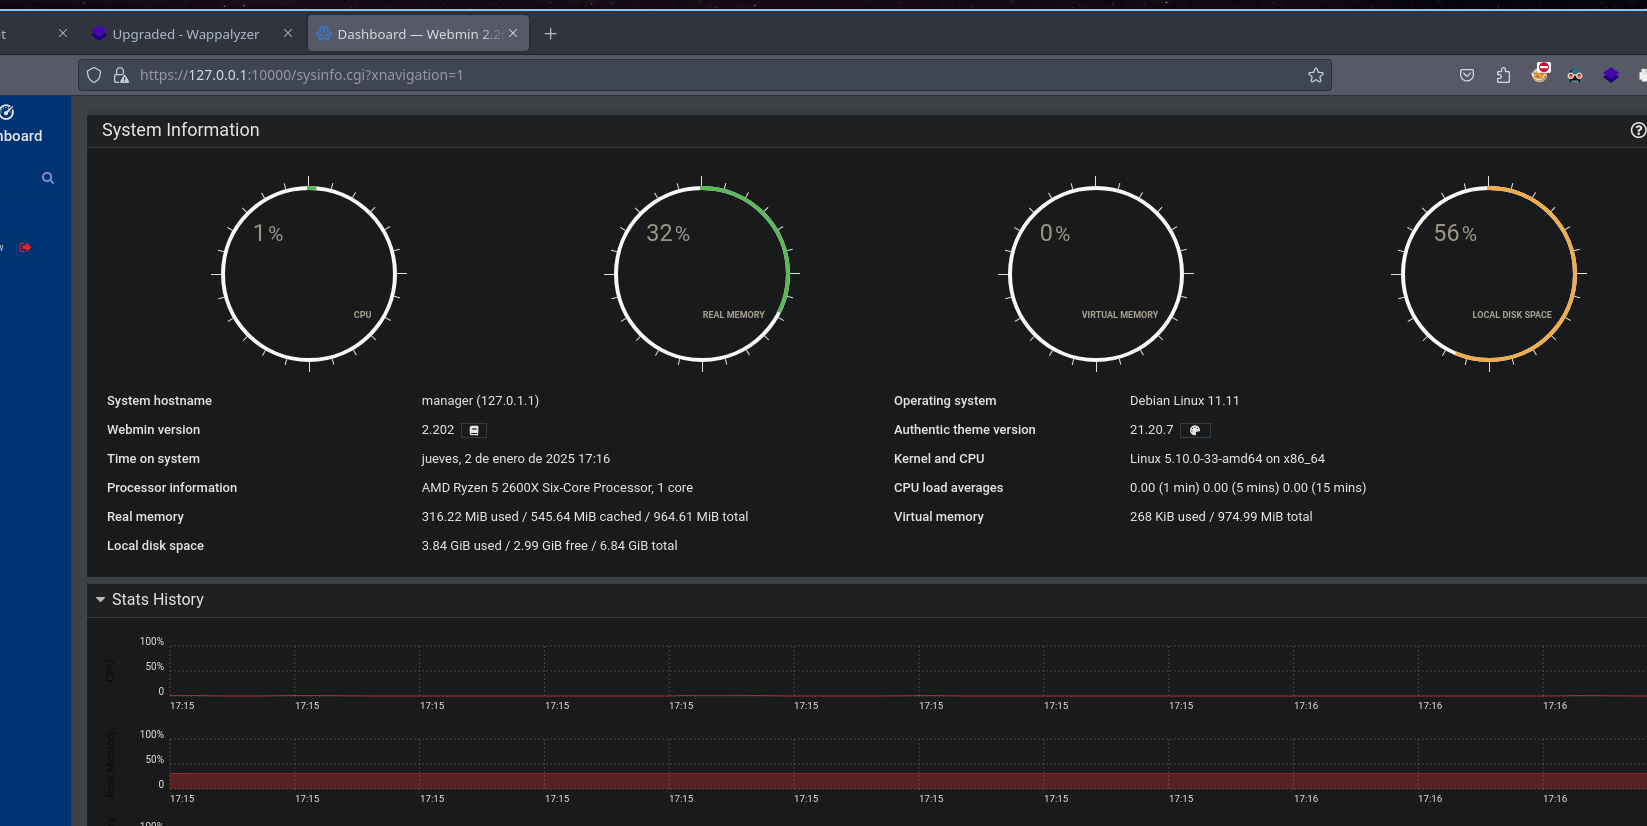 t Upgraded - Wappalyzer Dashboard — Webmin 2.2
https://127.0.0.1:10000/sysinfo.cgi?xnavigation=1
System Information
board
1% 32% 0% 56%
CPU REAL MEMORY VIRTUAL MEMORY LOCAL DISK SPACE
System hostname manager (127.0.1.1) Operating system Debian Linux 11.11
Webmin version 2.202 Authentic theme version 21.20.7
Time on system jueves, 2 de enero de 2025 17:16 Kernel and CPU Linux 5.10.0-33-amd64 on x86_64
Processor information AMD Ryzen 5 2600X Six-Core Processor, 1 core CPU load averages 0.00 (1 min) 0.00 (5 mins) 0.00 (15 mins)
Real memory 316.22 MiB used / 545.64 MiB cached / 964.61 MiB total Virtual memory 268 KiB used / 974.99 MiB total
Local disk space 3.84 GiB used / 2.99 GiB free / 6.84 GiB total
Stats History
CPU
100%
50%
0
17:15 17:15 17:15 17:15 17:15 17:15 17:15 17:15 17:15 17:16 17:16 17:16
Real Memory
100%
50%
0
17:15 17:15 17:15 17:15 17:15 17:15 17:15 17:15 17:15 17:16 17:16 17:16
100%